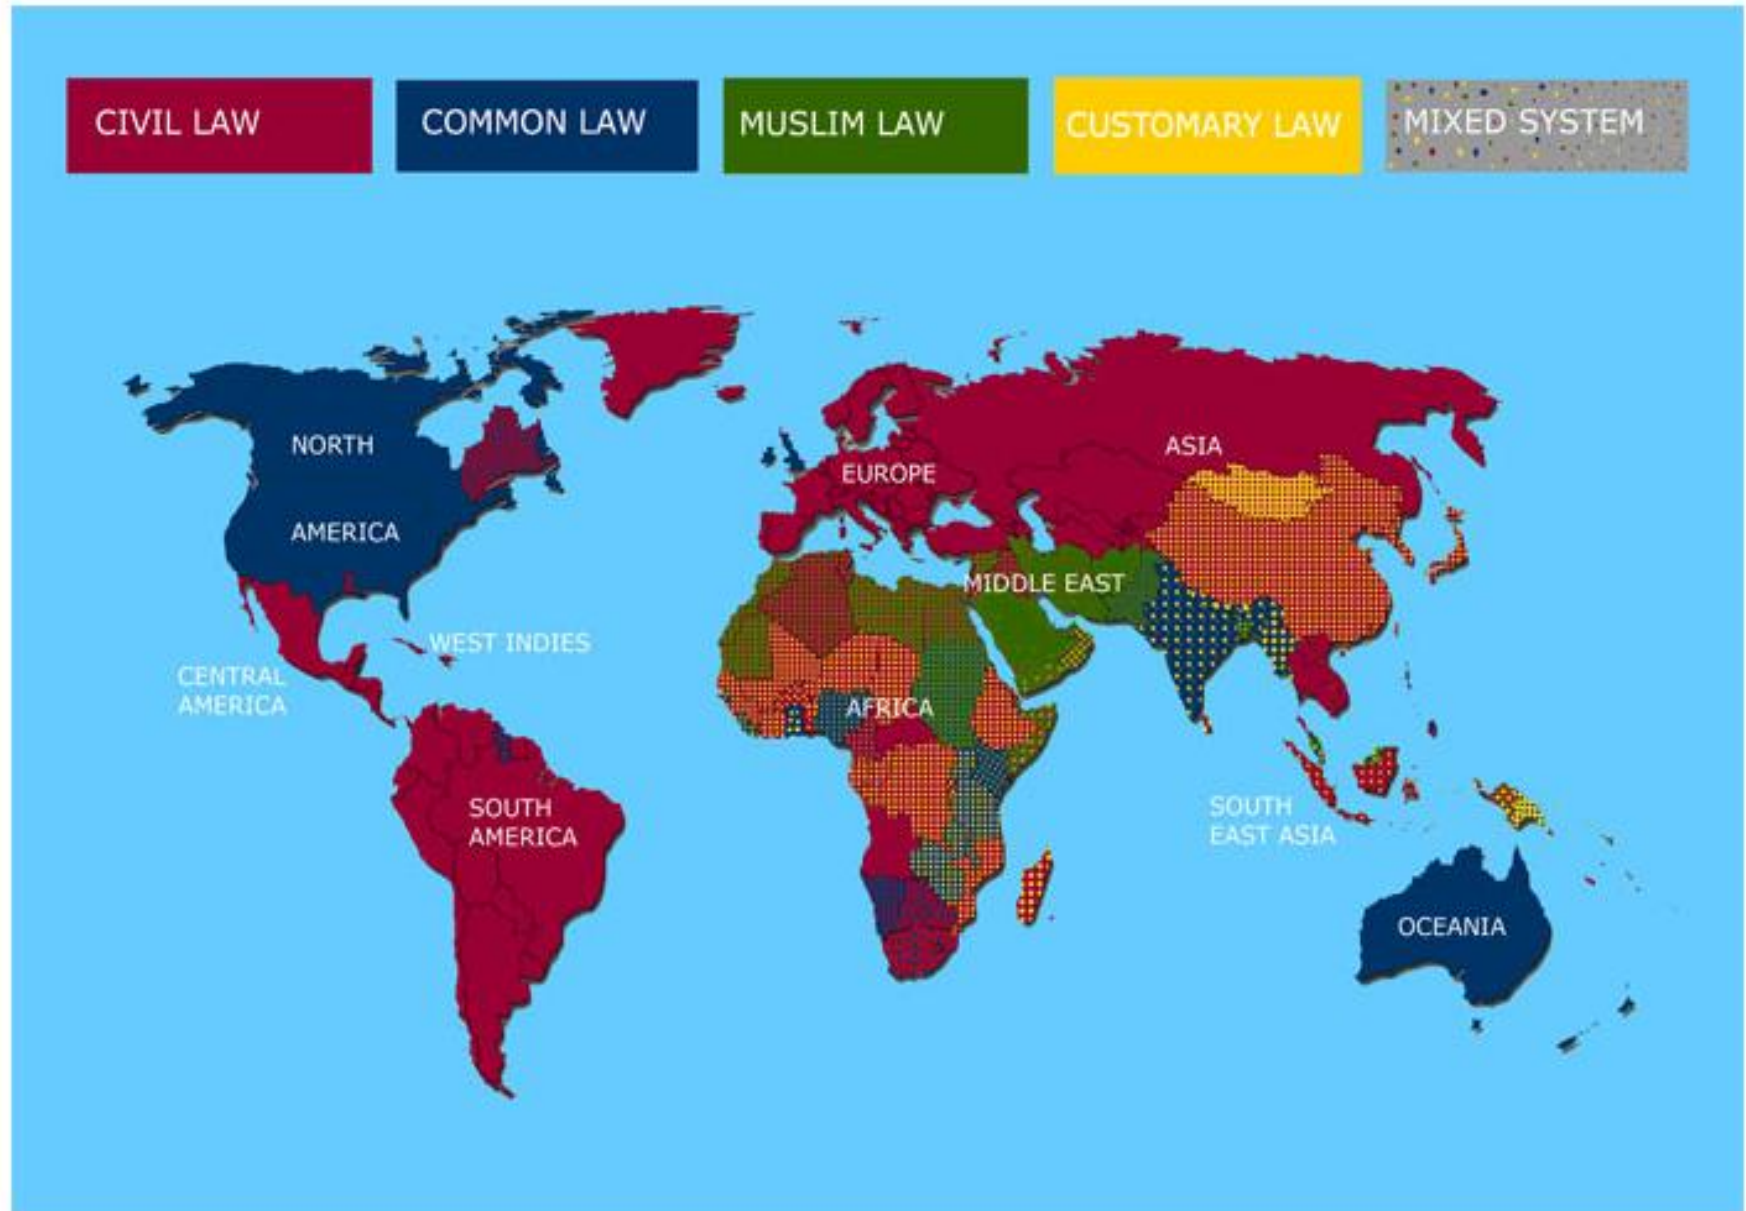 CIVIL LAW
COMMON LAW
MUSLIM LAW
CUSTOMARY LAW
MIXED SYSTEM
NORTH
AMERICA
EUROPE
ASIA
MIDDLE EAST
WEST INDIES
CENTRAL
AMERICA
AFRICA
SOUTH
AMERICA
SOUTH
EAST ASIA
OCEANIA